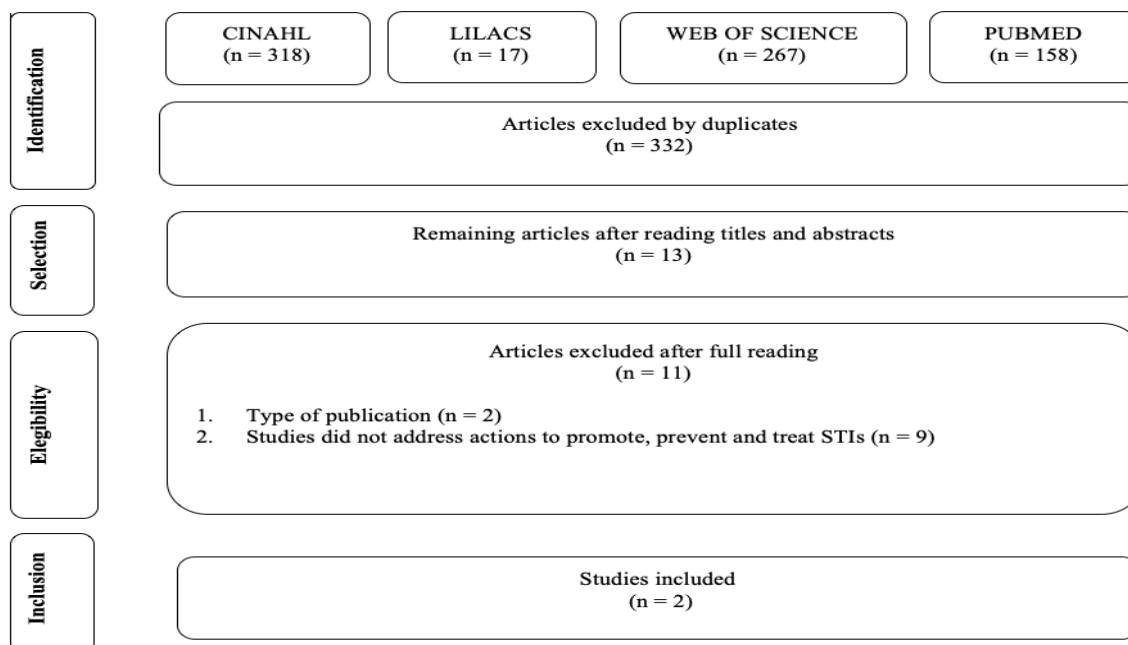 Identification
CINAHL
(n = 318)
LILACS
(n = 17)
WEB OF SCIENCE
(n = 267)
PUBMED
(n = 158)
Articles excluded by duplicates
(n = 332)
Selection
Remaining articles after reading titles and abstracts
(n = 13)
Elegibility
Articles excluded after full reading
(n = 11)
1. Type of publication (n = 2)
2. Studies did not address actions to promote, prevent and treat STIs (n = 9)
Inclusion
Studies included
(n = 2)